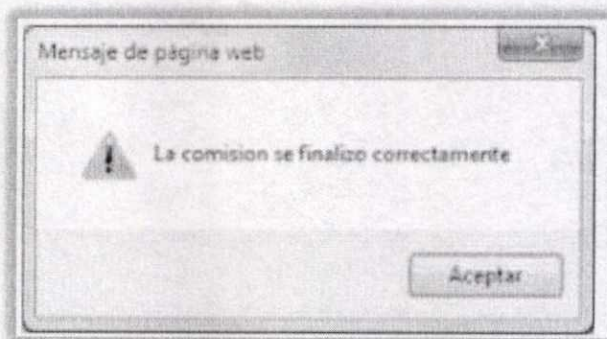 Mensaje de página web
La comision se finalizo correctamente
Aceptar